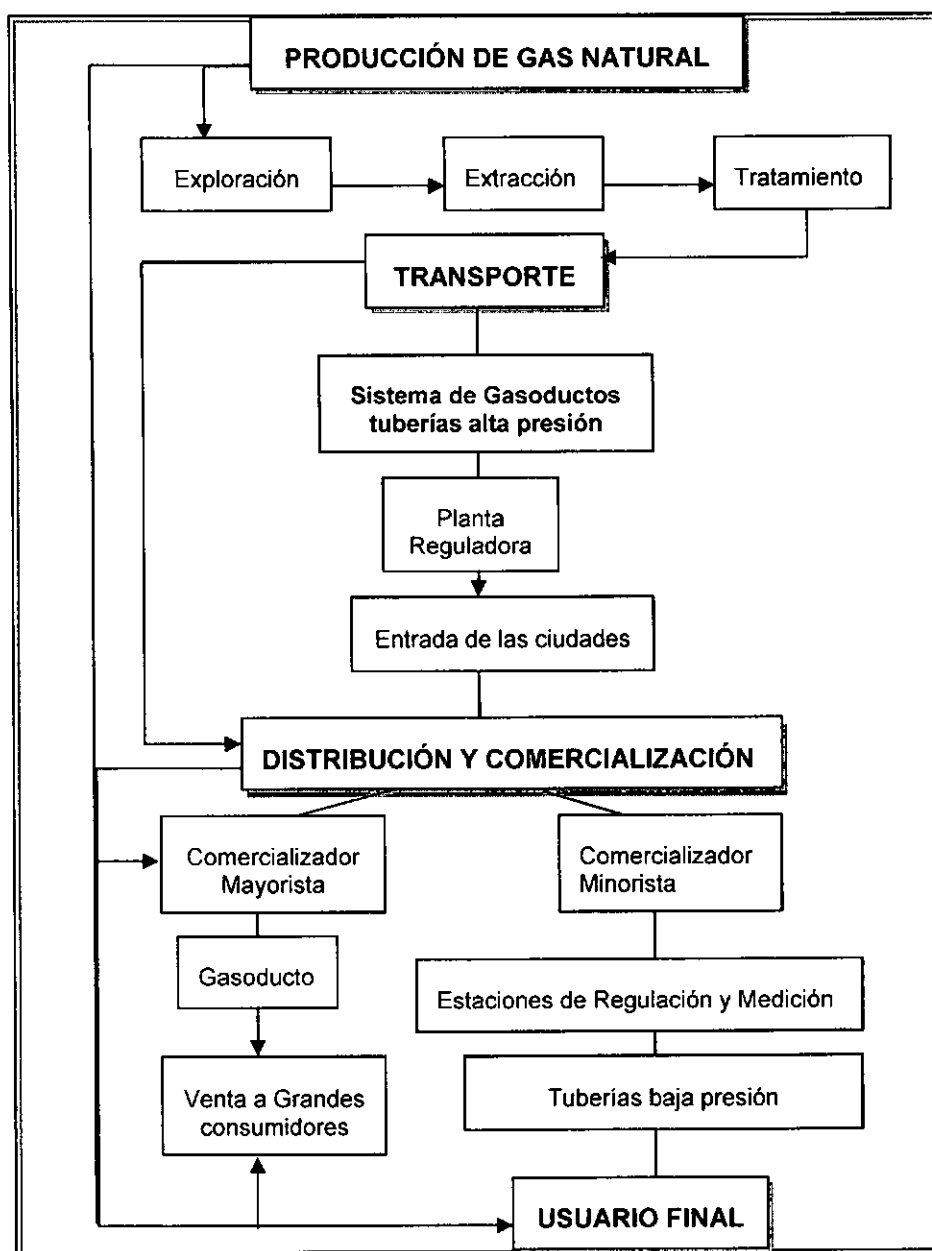 PRODUCCIÓN DE GAS NATURAL
Exploración
Extracción
Tratamiento
TRANSPORTE
Sistema de Gasoductos
tuberías alta presión
Planta
Reguladora
Entrada de las ciudades
DISTRIBUCIÓN Y COMERCIALIZACIÓN
Comercializador
Mayorista
Comercializador
Minorista
Gasoducto
Estaciones de Regulación y Medición
Venta a Grandes
consumidores
Tuberías baja presión
USUARIO FINAL